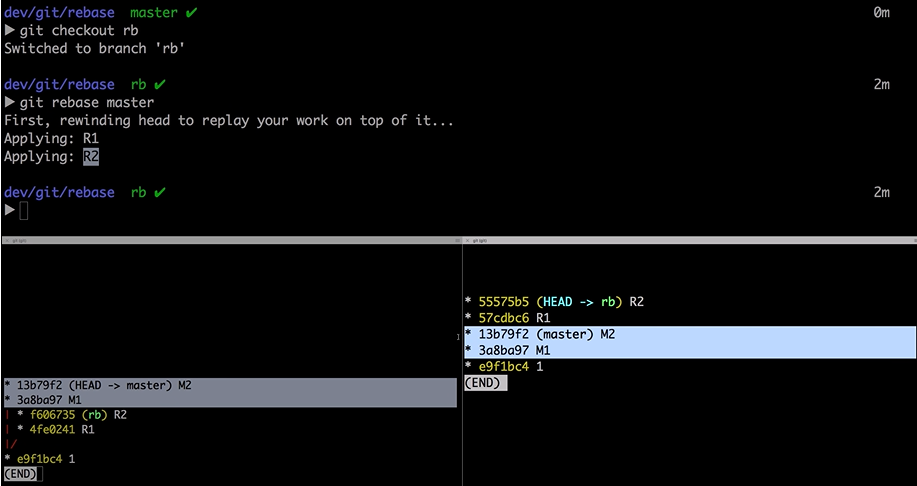 dev/git/rebase master ✔ 0m
▶ git checkout rb
Switched to branch 'rb'
dev/git/rebase rb ✔ 2m
▶ git rebase master
First, rewinding head to replay your work on top of it...
Applying: R1
Applying: R2
dev/git/rebase rb ✔ 2m
▶
* 13b79f2 (HEAD -> master) M2
* 3a8ba97 M1
| * f606735 (rb) R2
| * 4fe0241 R1
|/
* e9f1bc4 1
(END)
* 55575b5 (HEAD -> rb) R2
* 57cdbc6 R1
* 13b79f2 (master) M2
* 3a8ba97 M1
* e9f1bc4 1
(END)